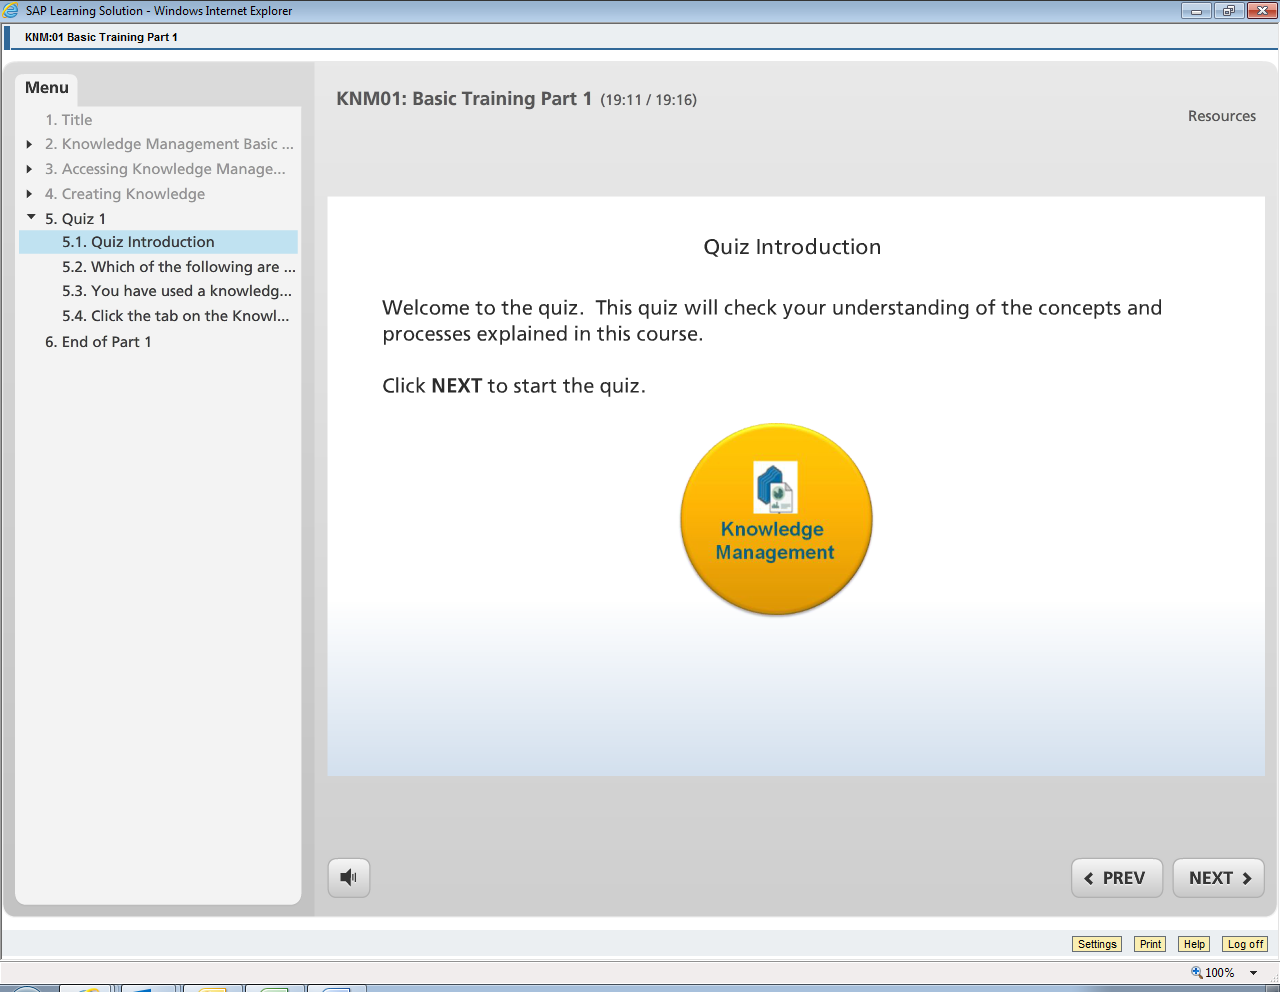 SAP Learning Solution - Windows Internet Explorer
KNM:01 Basic Training Part 1
Menu
1. Title
2. Knowledge Management Basic ...
3. Accessing Knowledge Manage...
4. Creating Knowledge
5. Quiz 1
5.1. Quiz Introduction
5.2. Which of the following are ...
5.3. You have used a knowledg...
5.4. Click the tab on the Knowl...
6. End of Part 1
KNM01: Basic Training Part 1 (19:11 / 19:16)
Resources
Quiz Introduction
Welcome to the quiz.  This quiz will check your understanding of the concepts and
processes explained in this course.
Click NEXT to start the quiz.
Knowledge
Management
PREV
NEXT
Settings
Print
Help
Log off
100%